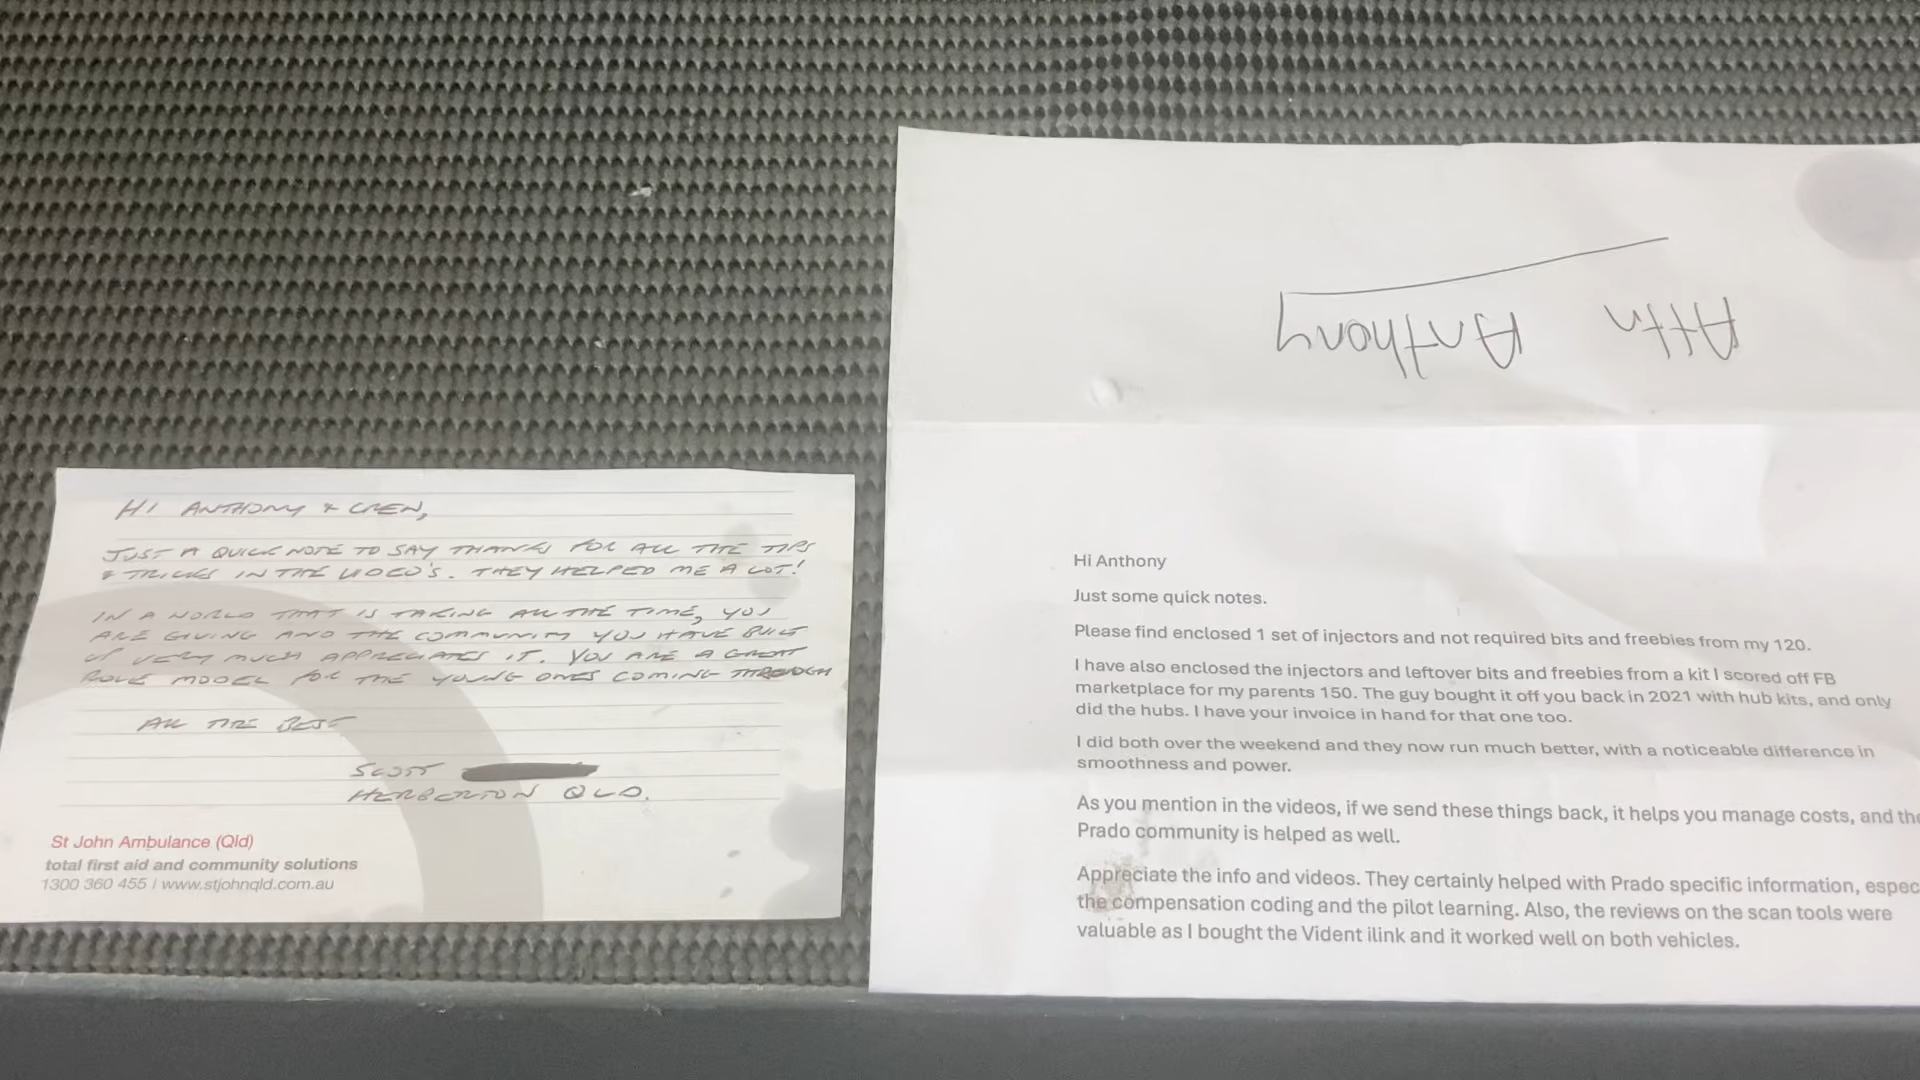 HI ANTHONY & CREW,
JUST A QUICK NOTE TO SAY THANKS FOR ALL THE TIPS
& TRICKS IN THE VIDEO'S. THEY HELPED ME A LOT!
IN A WORLD THAT IS TAKING ALL THE TIME, YOU
ARE GIVING AND THE COMMUNITY YOU HAVE BUILT
UP VERY MUCH APPRECIATES IT. YOU ARE A GREAT
ROLE MODEL FOR THE YOUNG ONES COMING THROUGH
ALL THE BEST
SCOTT
HERBERTON QLD.
St John Ambulance (Qld)
total first aid and community solutions
1300 360 455 | www.stjohnqld.com.au
Attn Anthony
Hi Anthony
Just some quick notes.
Please find enclosed 1 set of injectors and not required bits and freebies from my 120.
I have also enclosed the injectors and leftover bits and freebies from a kit I scored off FB
marketplace for my parents 150. The guy bought it off you back in 2021 with hub kits, and only
did the hubs. I have your invoice in hand for that one too.
I did both over the weekend and they now run much better, with a noticeable difference in
smoothness and power.
As you mention in the videos, if we send these things back, it helps you manage costs, and the
Prado community is helped as well.
Appreciate the info and videos. They certainly helped with Prado specific information, espec
the compensation coding and the pilot learning. Also, the reviews on the scan tools were
valuable as I bought the Vident ilink and it worked well on both vehicles.